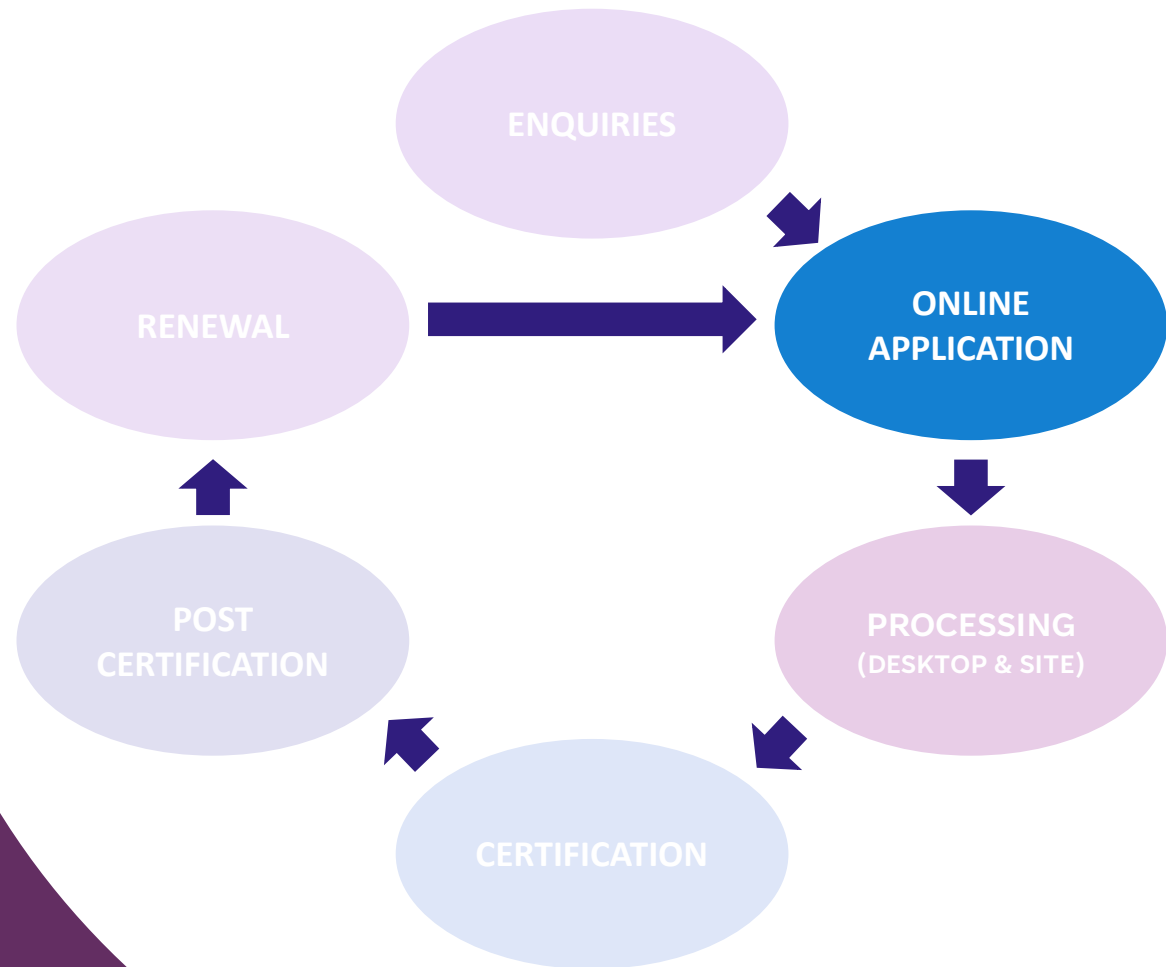 ENQUIRIES
ONLINE
APPLICATION
PROCESSING
(DESKTOP & SITE)
CERTIFICATION
POST
CERTIFICATION
RENEWAL